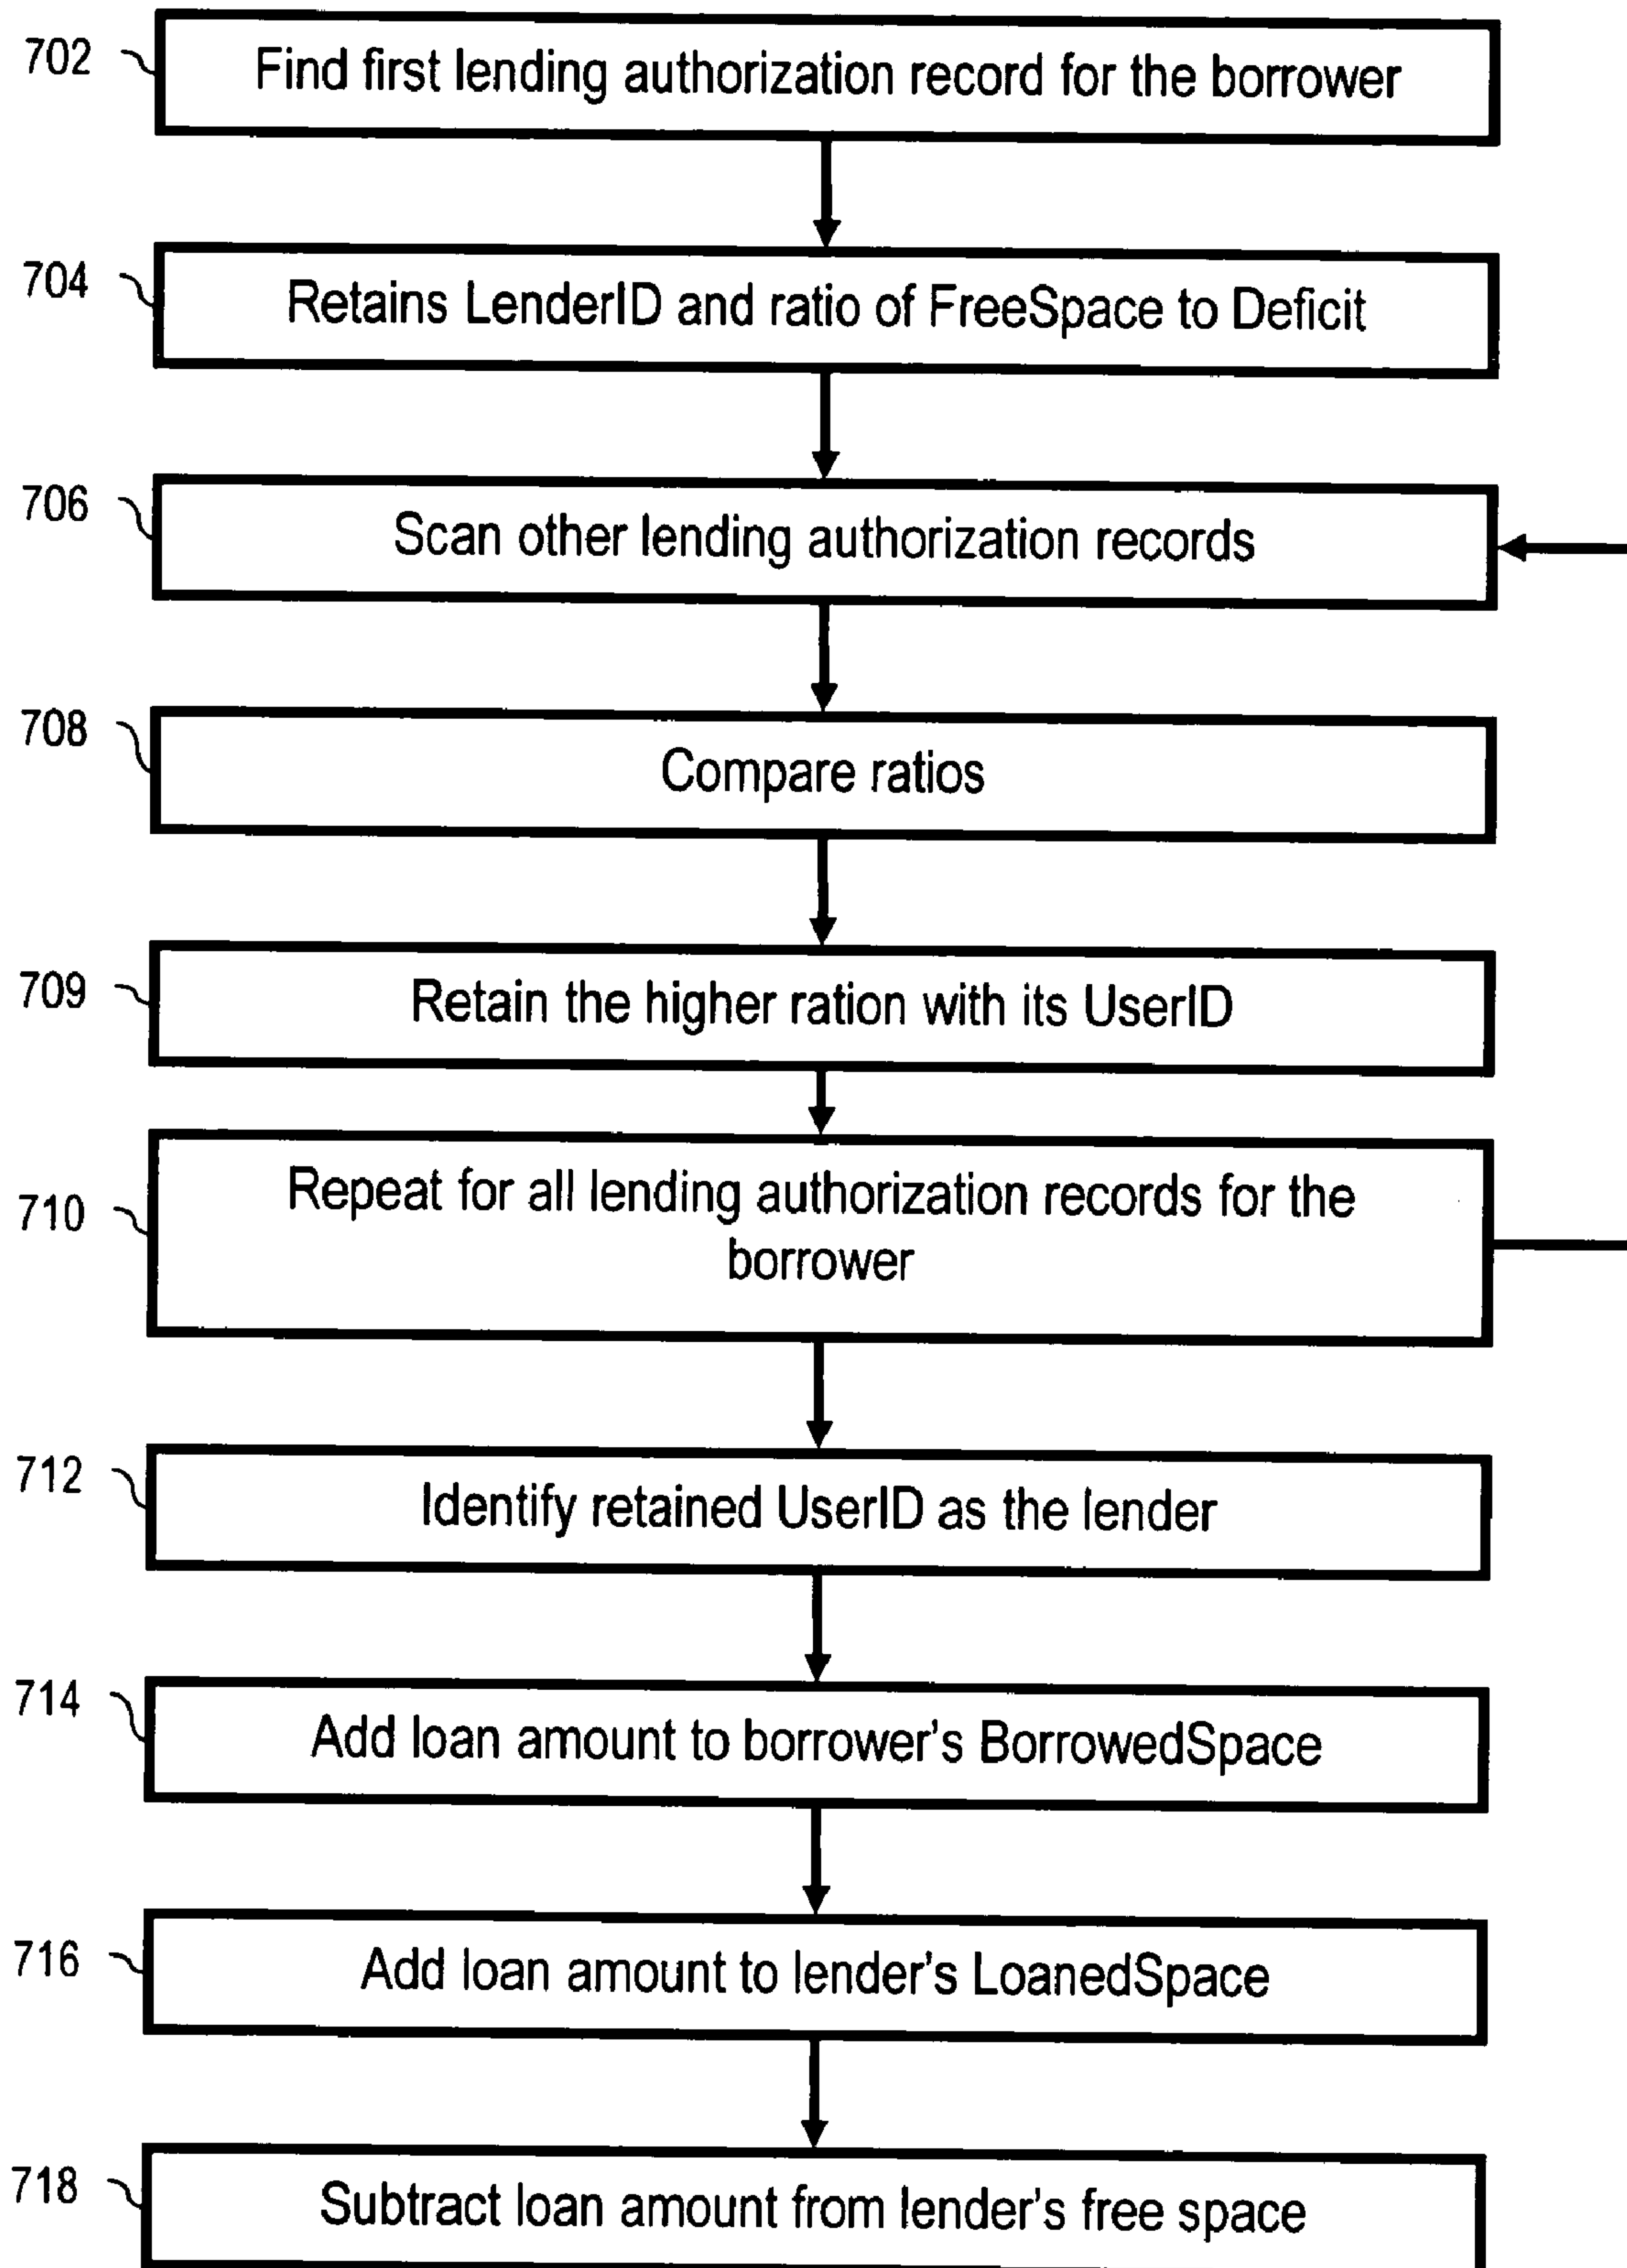 702 Find first lending authorization record for the borrower
704 Retains LenderID and ratio of FreeSpace to Deficit
706 Scan other lending authorization records
708 Compare ratios
709 Retain the higher ration with its UserID
710 Repeat for all lending authorization records for the
borrower
712 Identify retained UserID as the lender
714 Add loan amount to borrower's BorrowedSpace
716 Add loan amount to lender's LoanedSpace
718 Subtract loan amount from lender's free space